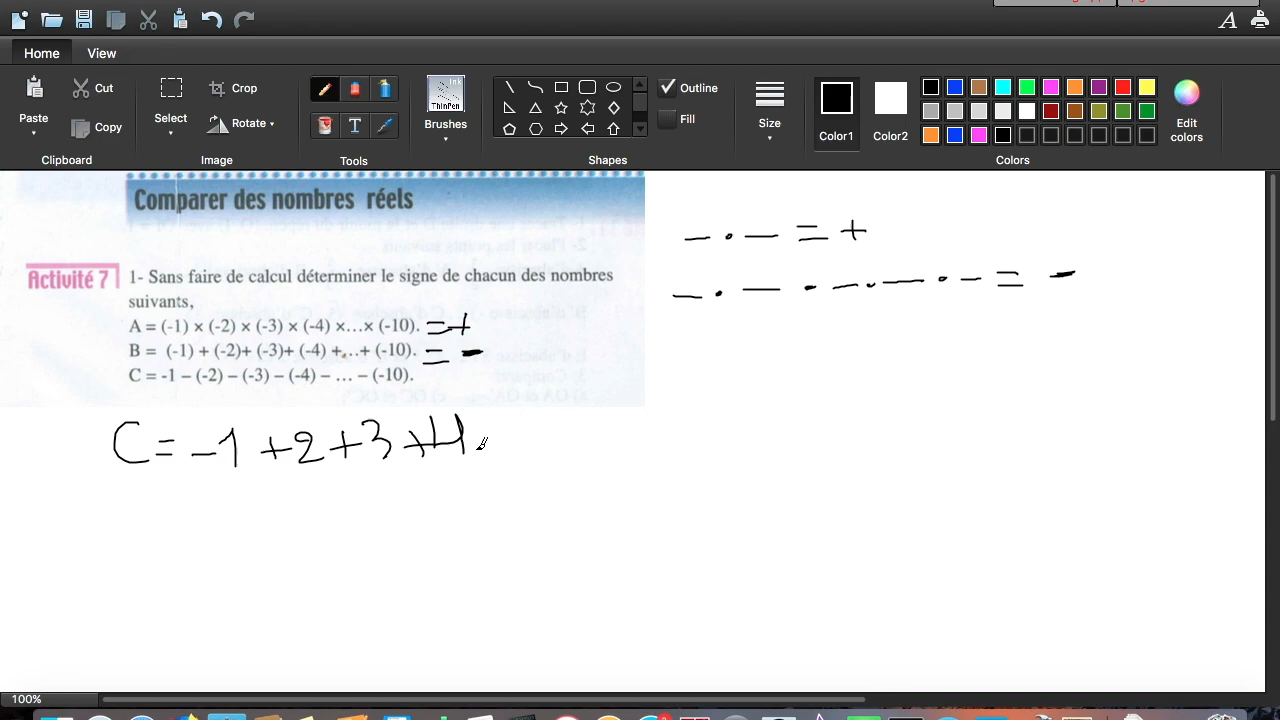 A
Home View
Cut
Copy
Paste
Clipboard
Select
Crop
Rotate
Image
Tools
Ink
ThinPen
Brushes
Outline
Fill
Shapes
Size
Color1
Color2
Edit
colors
Colors
Comparer des nombres réels
Activité 7
1- Sans faire de calcul déterminer le signe de chacun des nombres
suivants,
A = (-1) × (-2) × (-3) × (-4) ×…× (-10). = +
B = (-1) + (-2)+ (-3)+ (-4) +…+ (-10). = -
C = -1 – (-2) – (-3) – (-4) – … – (-10).
- . - = +
- . - . - . - . - = -
C = -1 +2 +3 +4
100%